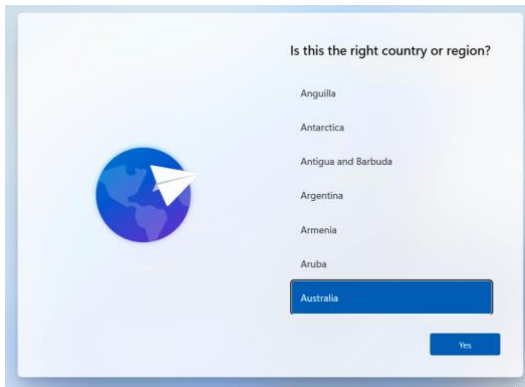 Is this the right country or region?
Anguilla
Antarctica
Antigua and Barbuda
Argentina
Armenia
Aruba
Australia
Yes